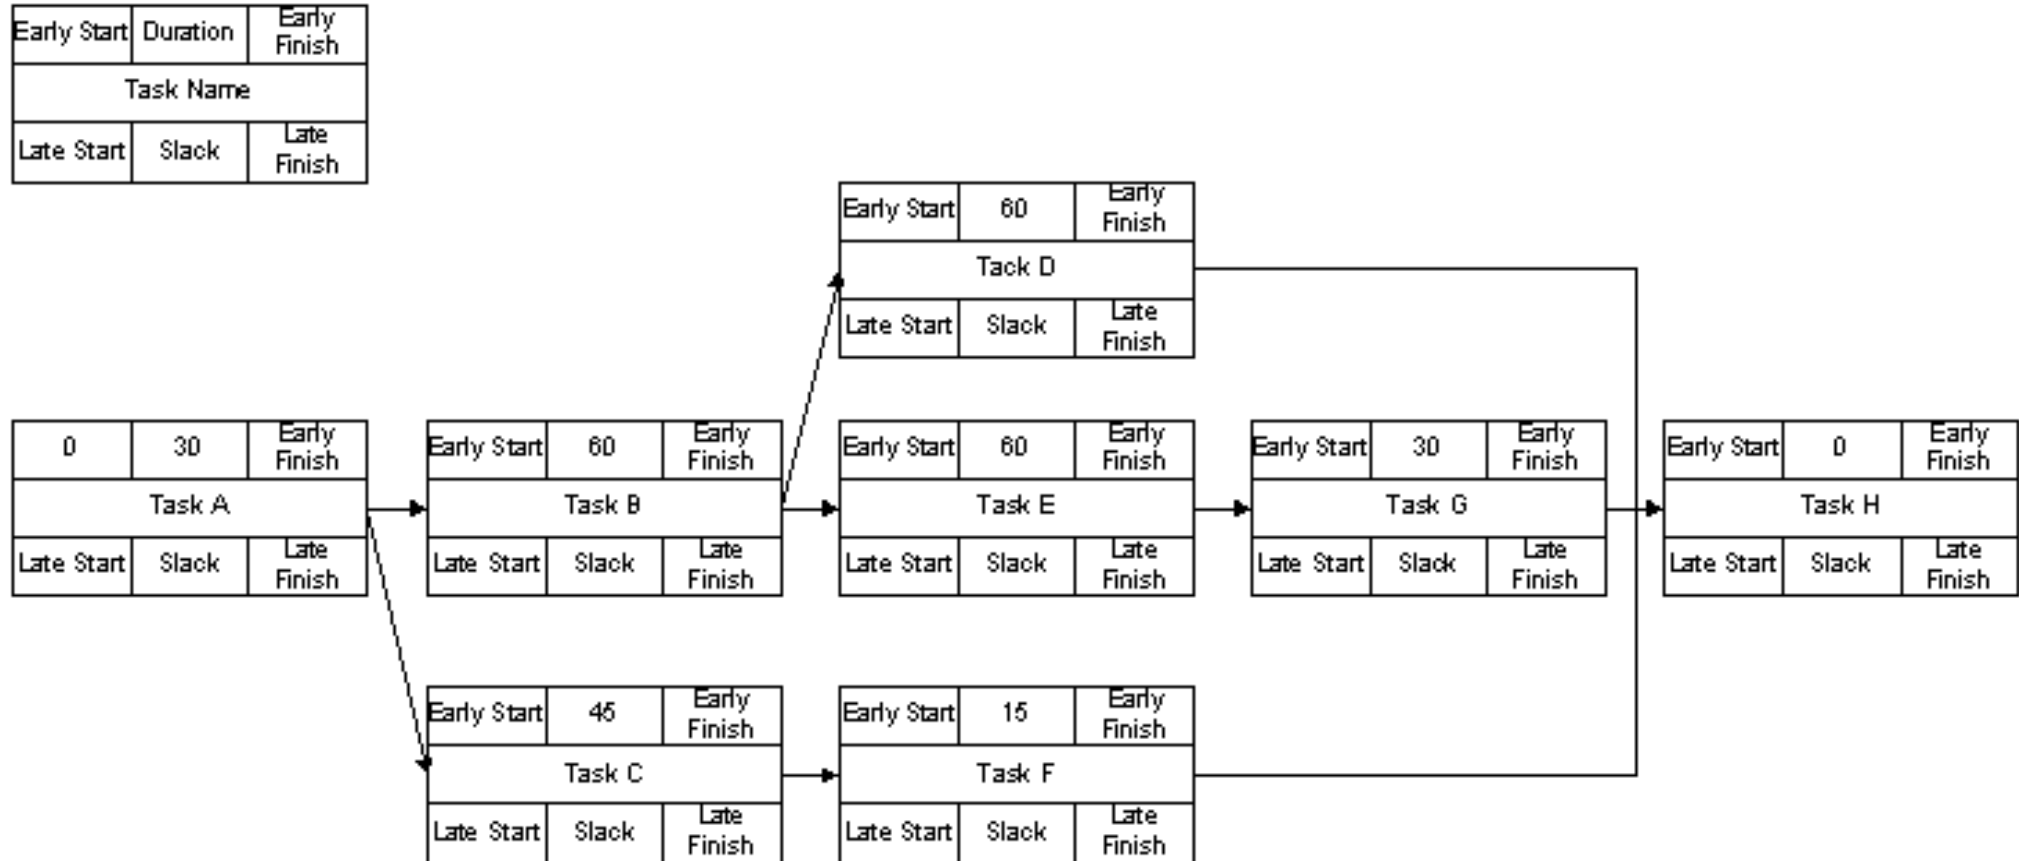 Early Start Duration Early Finish
Task Name
Late Start Slack Late Finish
Early Start 60 Early Finish
Tack D
Late Start Slack Late Finish
0 30 Early Finish
Task A
Late Start Slack Late Finish
Early Start 60 Early Finish
Task B
Late Start Slack Late Finish
Early Start 60 Early Finish
Task E
Late Start Slack Late Finish
Early Start 30 Early Finish
Task G
Late Start Slack Late Finish
Early Start 0 Early Finish
Task H
Late Start Slack Late Finish
Early Start 45 Early Finish
Task C
Late Start Slack Late Finish
Early Start 15 Early Finish
Task F
Late Start Slack Late Finish